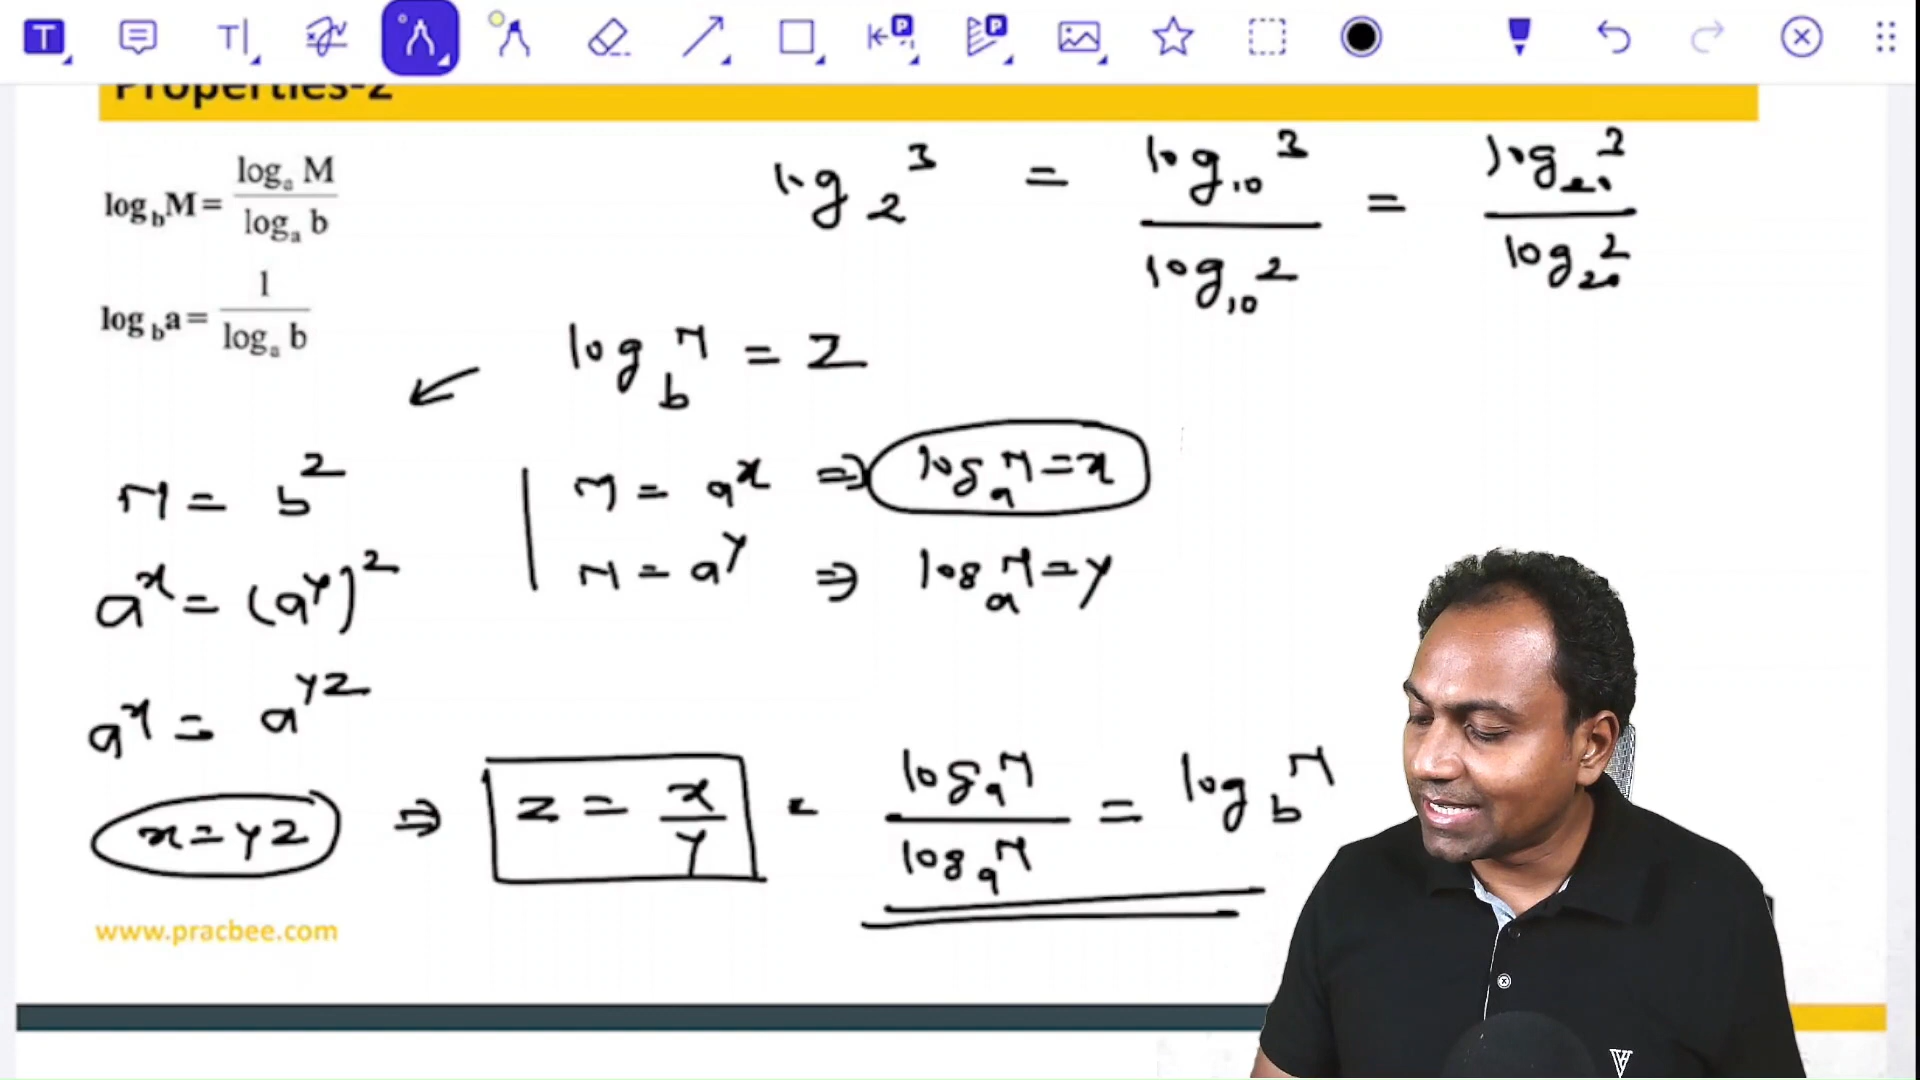 Properties-2
log_b M = log_a M / log_a b
log_2 3 = log_10 3 / log_10 2 = log_20 3 / log_20 2
log_b a = 1 / log_a b
log_b M = Z
M = b^Z
M = a^x ⇒ log_a M = x
M = a^y ⇒ log_a M = y
a^x = (a^y)^Z
a^x = a^yz
x = yz ⇒ z = x/y = log_a M / log_a M = log_b M
www.pracbee.com